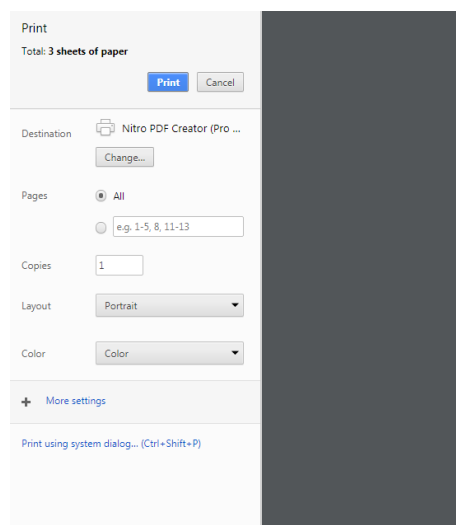 Print
Total: 3 sheets of paper
Print Cancel
Destination Nitro PDF Creator (Pro ...
Change...
Pages All
e.g. 1-5, 8, 11-13
Copies 1
Layout Portrait
Color Color
+ More settings
Print using system dialog... (Ctrl+Shift+P)